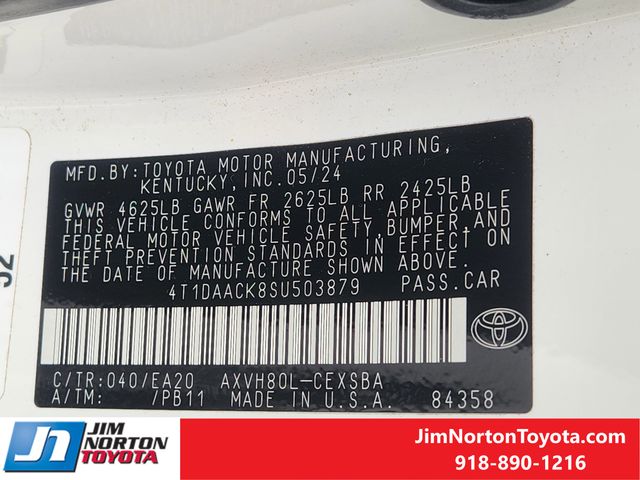 MFD.BY:TOYOTA MOTOR MANUFACTURING,
KENTUCKY,INC.05/24
GVWR 4625LB GAWR FR 2625LB RR 2425LB
THIS VEHICLE CONFORMS TO ALL APPLICABLE
FEDERAL MOTOR VEHICLE SAFETY,BUMPER,AND
THEFT PREVENTION STANDARDS IN EFFECT ON
THE DATE OF MANUFACTURE SHOWN ABOVE.
4T1DAACK8SU503879 PASS.CAR
C/TR:040/EA20 AXVH80L-CEXSBA
A/TM: /PB11 MADE IN U.S.A. 84358
JN
JIM
NORTON
TOYOTA
JimNortonToyota.com
918-890-1216